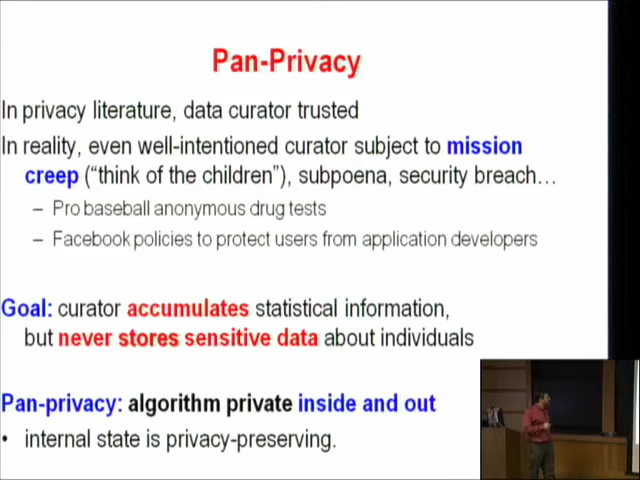 Pan-Privacy
In privacy literature, data curator trusted
In reality, even well-intentioned curator subject to mission
creep (“think of the children”), subpoena, security breach…
– Pro baseball anonymous drug tests
– Facebook policies to protect users from application developers
Goal: curator accumulates statistical information,
but never stores sensitive data about individuals
Pan-privacy: algorithm private inside and out
• internal state is privacy-preserving.